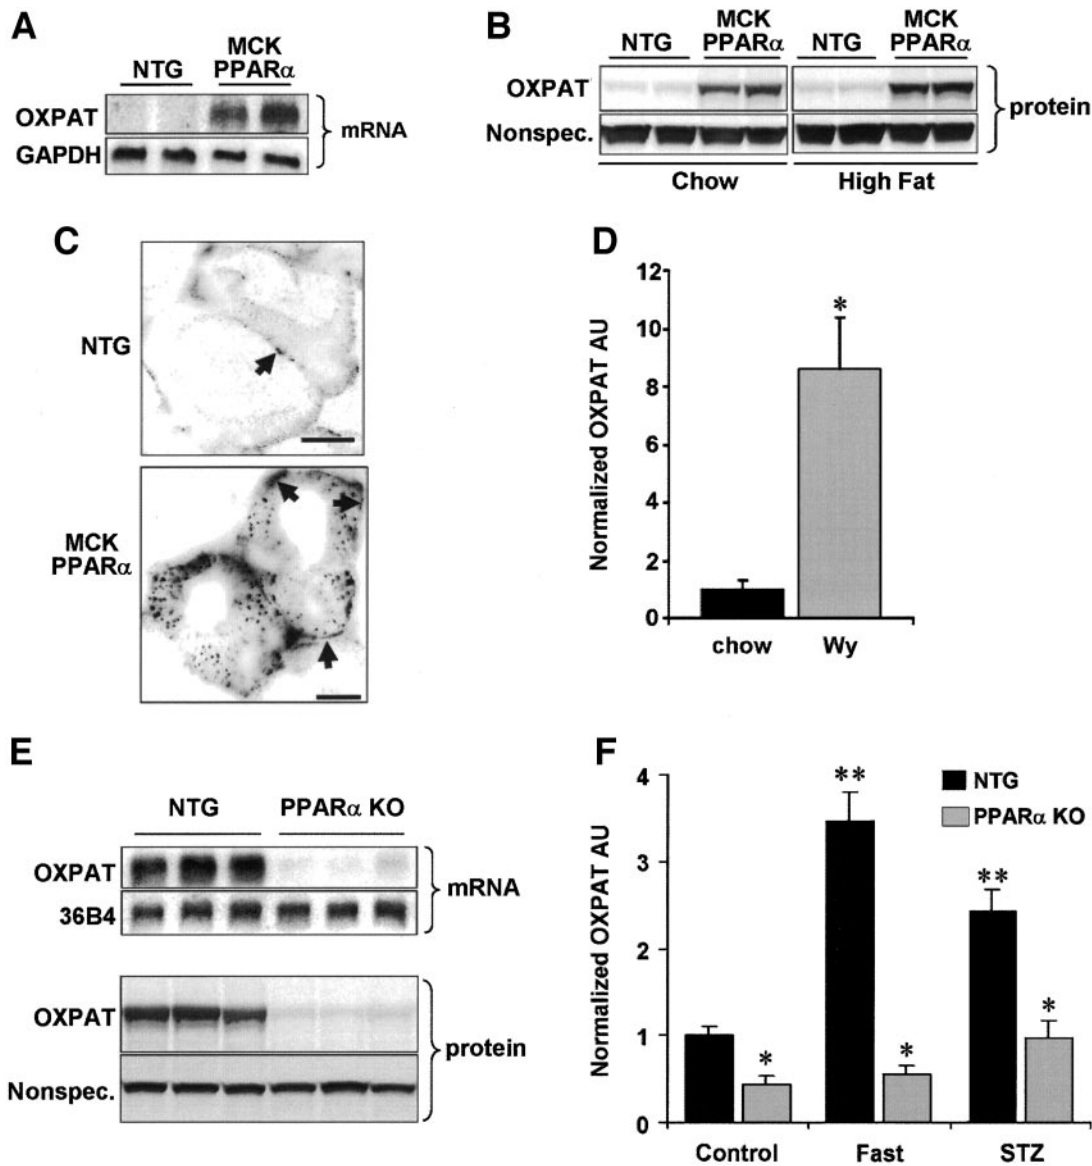 A
MCK
NTG PPARα
OXPAT
GAPDH
mRNA
B
MCK MCK
NTG PPARα NTG PPARα
OXPAT
Nonspec.
protein
Chow High Fat
C
NTG
MCK
PPARα
D
Normalized OXPAT AU
12
10
8
6
4
2
0
*
chow Wy
E
NTG PPARα KO
OXPAT
36B4
mRNA
OXPAT
Nonspec.
protein
F
Normalized OXPAT AU
4
3
2
1
0
NTG
PPARα KO
**
**
*
*
*
Control Fast STZ